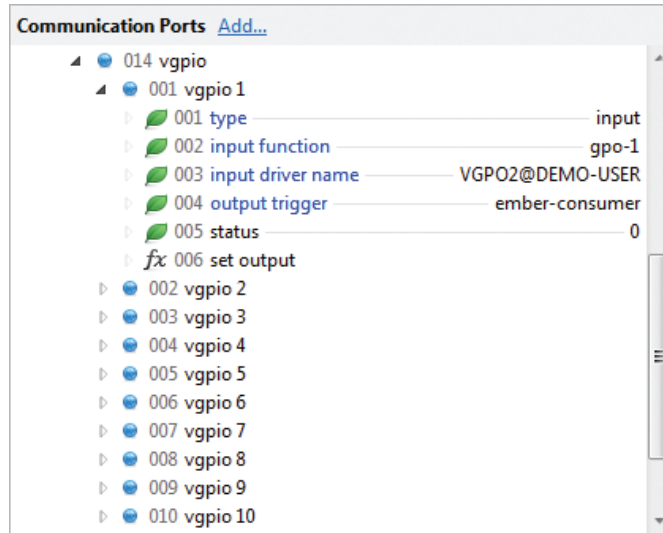 Communication Ports Add...
014 vgpio
001 vgpio 1
001 type input
002 input function gpo-1
003 input driver name VGPO2@DEMO-USER
004 output trigger ember-consumer
005 status 0
fx 006 set output
002 vgpio 2
003 vgpio 3
004 vgpio 4
005 vgpio 5
006 vgpio 6
007 vgpio 7
008 vgpio 8
009 vgpio 9
010 vgpio 10